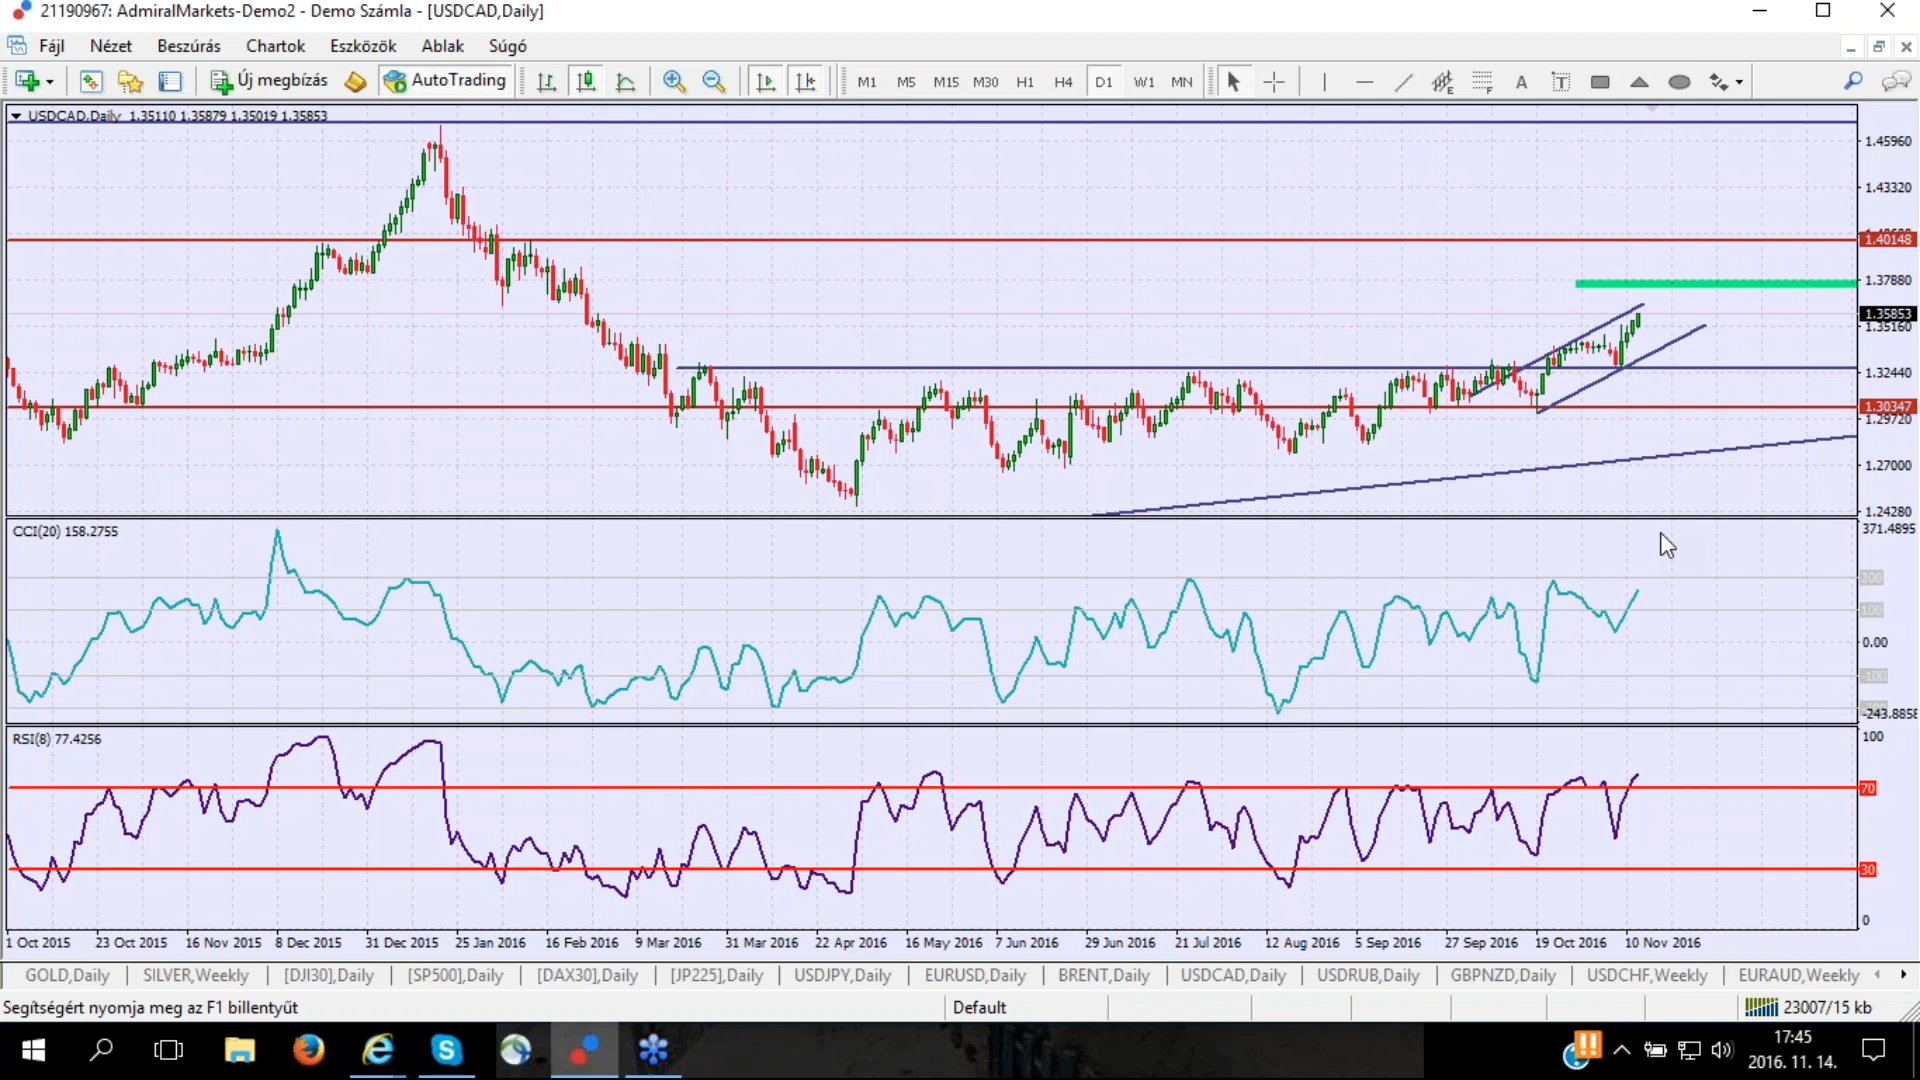 21190967: AdmiralMarkets-Demo2 - Demo Számla - [USDCAD,Daily]
Fájl Nézet Beszúrás Chartok Eszközök Ablak Súgó
Új megbízás AutoTrading M1 M5 M15 M30 H1 H4 D1 W1 MN A T
USDCAD,Daily 1.35110 1.35879 1.35019 1.35853
1.45960
1.43320
1.40148
1.37880
1.35853
1.35160
1.32440
1.30347
1.29720
1.27000
1.24280
CCI(20) 158.2755
371.4895
200
100
0.00
-100
-243.8858
RSI(8) 77.4256
100
70
30
0
1 Oct 2015 23 Oct 2015 16 Nov 2015 8 Dec 2015 31 Dec 2015 25 Jan 2016 16 Feb 2016 9 Mar 2016 31 Mar 2016 22 Apr 2016 16 May 2016 7 Jun 2016 29 Jun 2016 21 Jul 2016 12 Aug 2016 5 Sep 2016 27 Sep 2016 19 Oct 2016 10 Nov 2016
GOLD,Daily SILVER,Weekly [DJI30],Daily [SP500],Daily [DAX30],Daily [JP225],Daily USDJPY,Daily EURUSD,Daily BRENT,Daily USDCAD,Daily USDRUB,Daily GBPNZD,Daily USDCHF,Weekly EURAUD,Weekly
Segítségért nyomja meg az F1 billentyűt Default 23007/15 kb
17:45
2016. 11. 14.